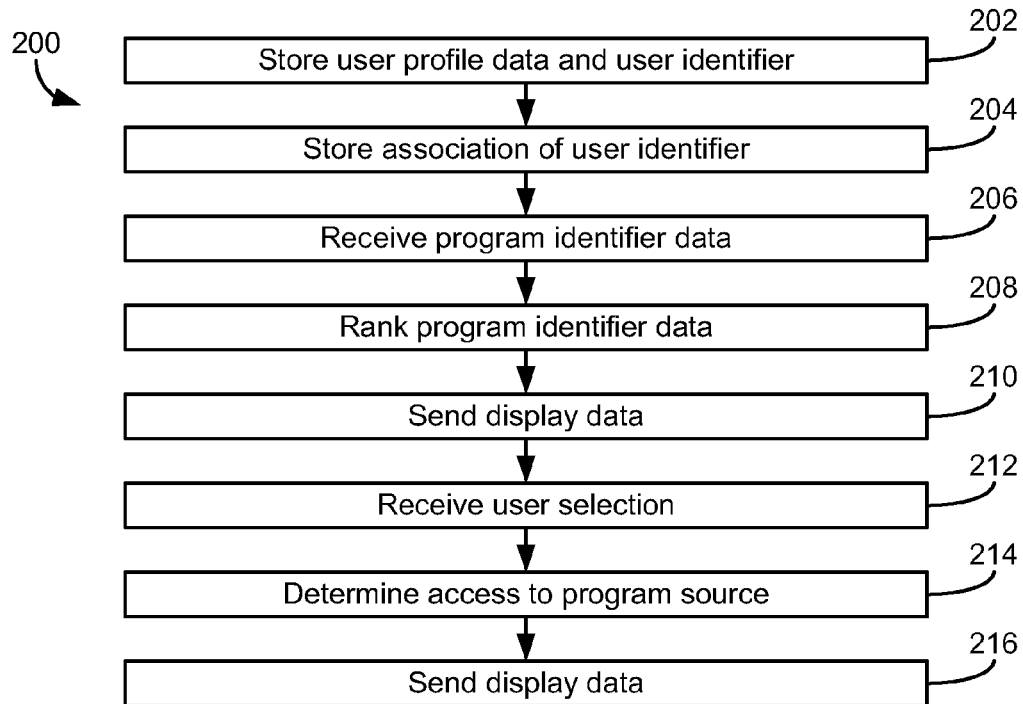 200
202
Store user profile data and user identifier
204
Store association of user identifier
206
Receive program identifier data
208
Rank program identifier data
210
Send display data
212
Receive user selection
214
Determine access to program source
216
Send display data